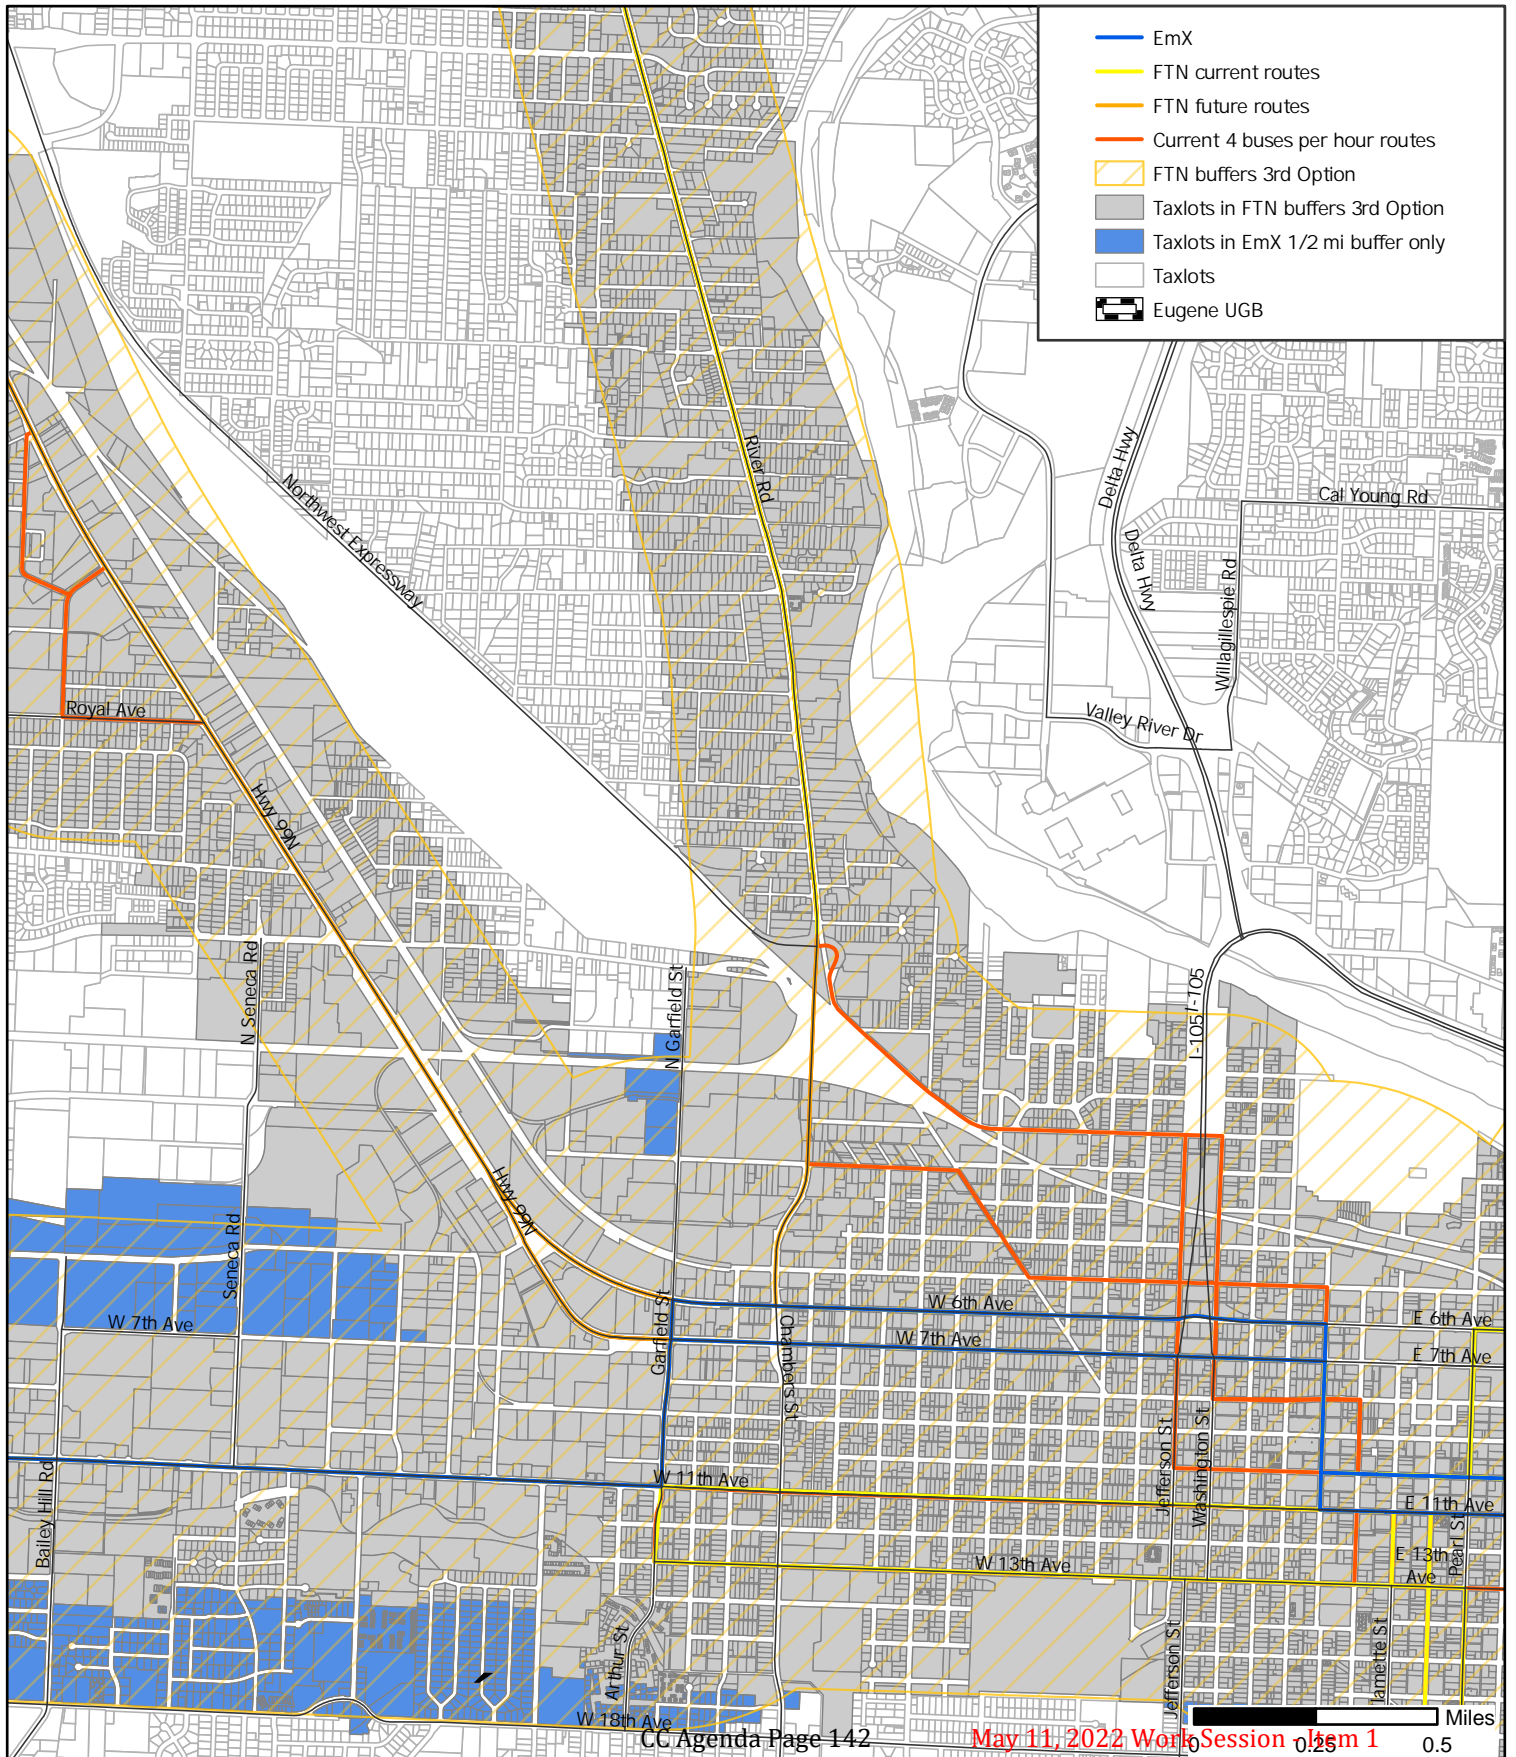 EmX
FTN current routes
FTN future routes
Current 4 buses per hour routes
FTN buffers 3rd Option
Taxlots in FTN buffers 3rd Option
Taxlots in EmX 1/2 mi buffer only
Taxlots
Eugene UGB
River Rd
Delta Hwy
Cal Young Rd
Northwest Expressway
Delta Hwy
Willagillespie Rd
Royal Ave
Valley River Dr
Hwy 99N
N Seneca Rd
N Garfield St
I-105
I-105
Hwy 99N
Seneca Rd
W 7th Ave
Garfield St
W 6th Ave
E 6th Ave
Chambers St
W 7th Ave
E 7th Ave
Bailey Hill Rd
W 11th Ave
Jefferson St
Washington St
E 11th Ave
Pearl St
W 13th Ave
E 13th
Ave
Arthur St
Jefferson St
lamette St
W 18th Ave
Miles
0
0.25
0.5
CC Agenda Page 142
May 11, 2022 Work Session - Item 1